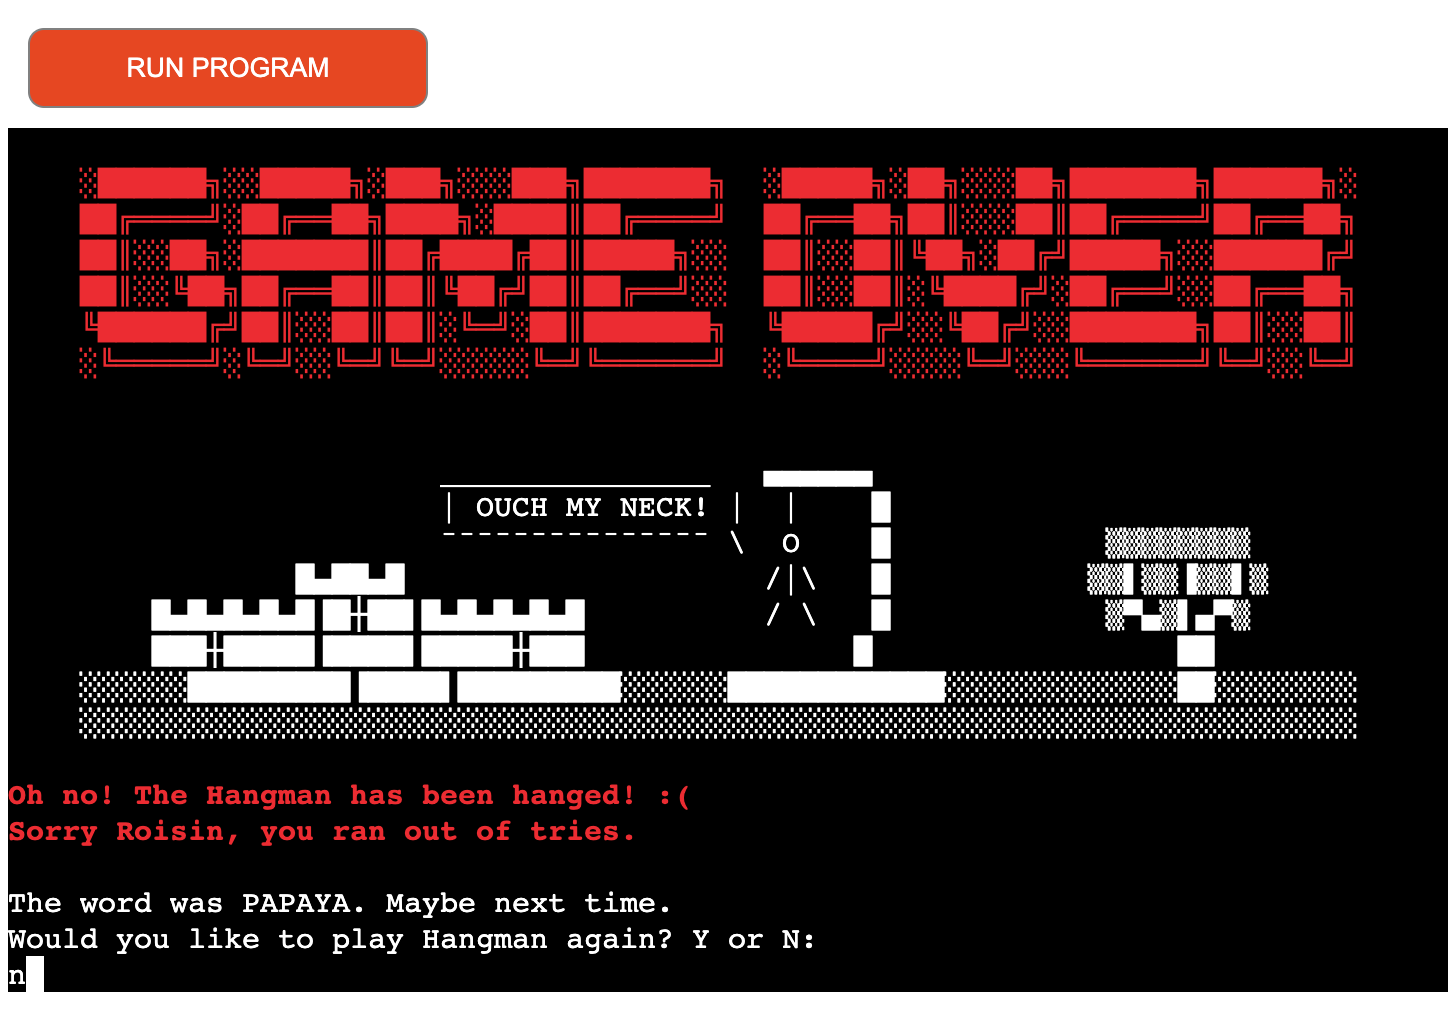 RUN PROGRAM
GAME OVER
OUCH MY NECK!
Oh no! The Hangman has been hanged! :(
Sorry Roisin, you ran out of tries.
The word was PAPAYA. Maybe next time.
Would you like to play Hangman again? Y or N:
n